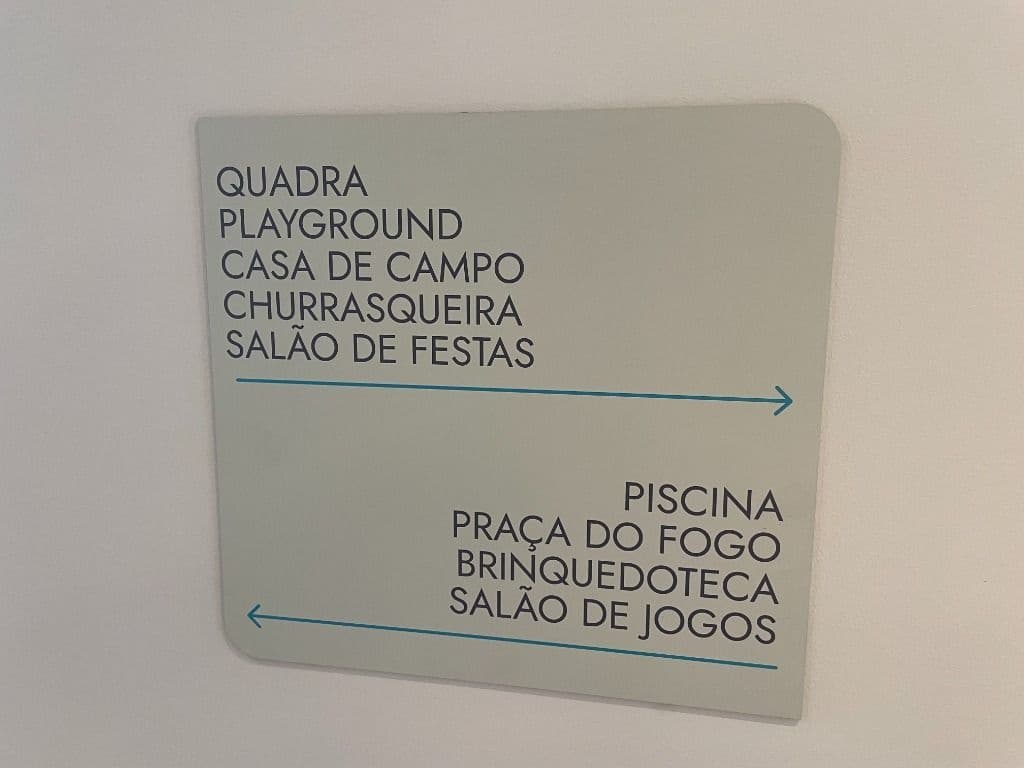 QUADRA
PLAYGROUND
CASA DE CAMPO
CHURRASQUEIRA
SALÃO DE FESTAS
PISCINA
PRAÇA DO FOGO
BRINQUEDOTECA
SALÃO DE JOGOS